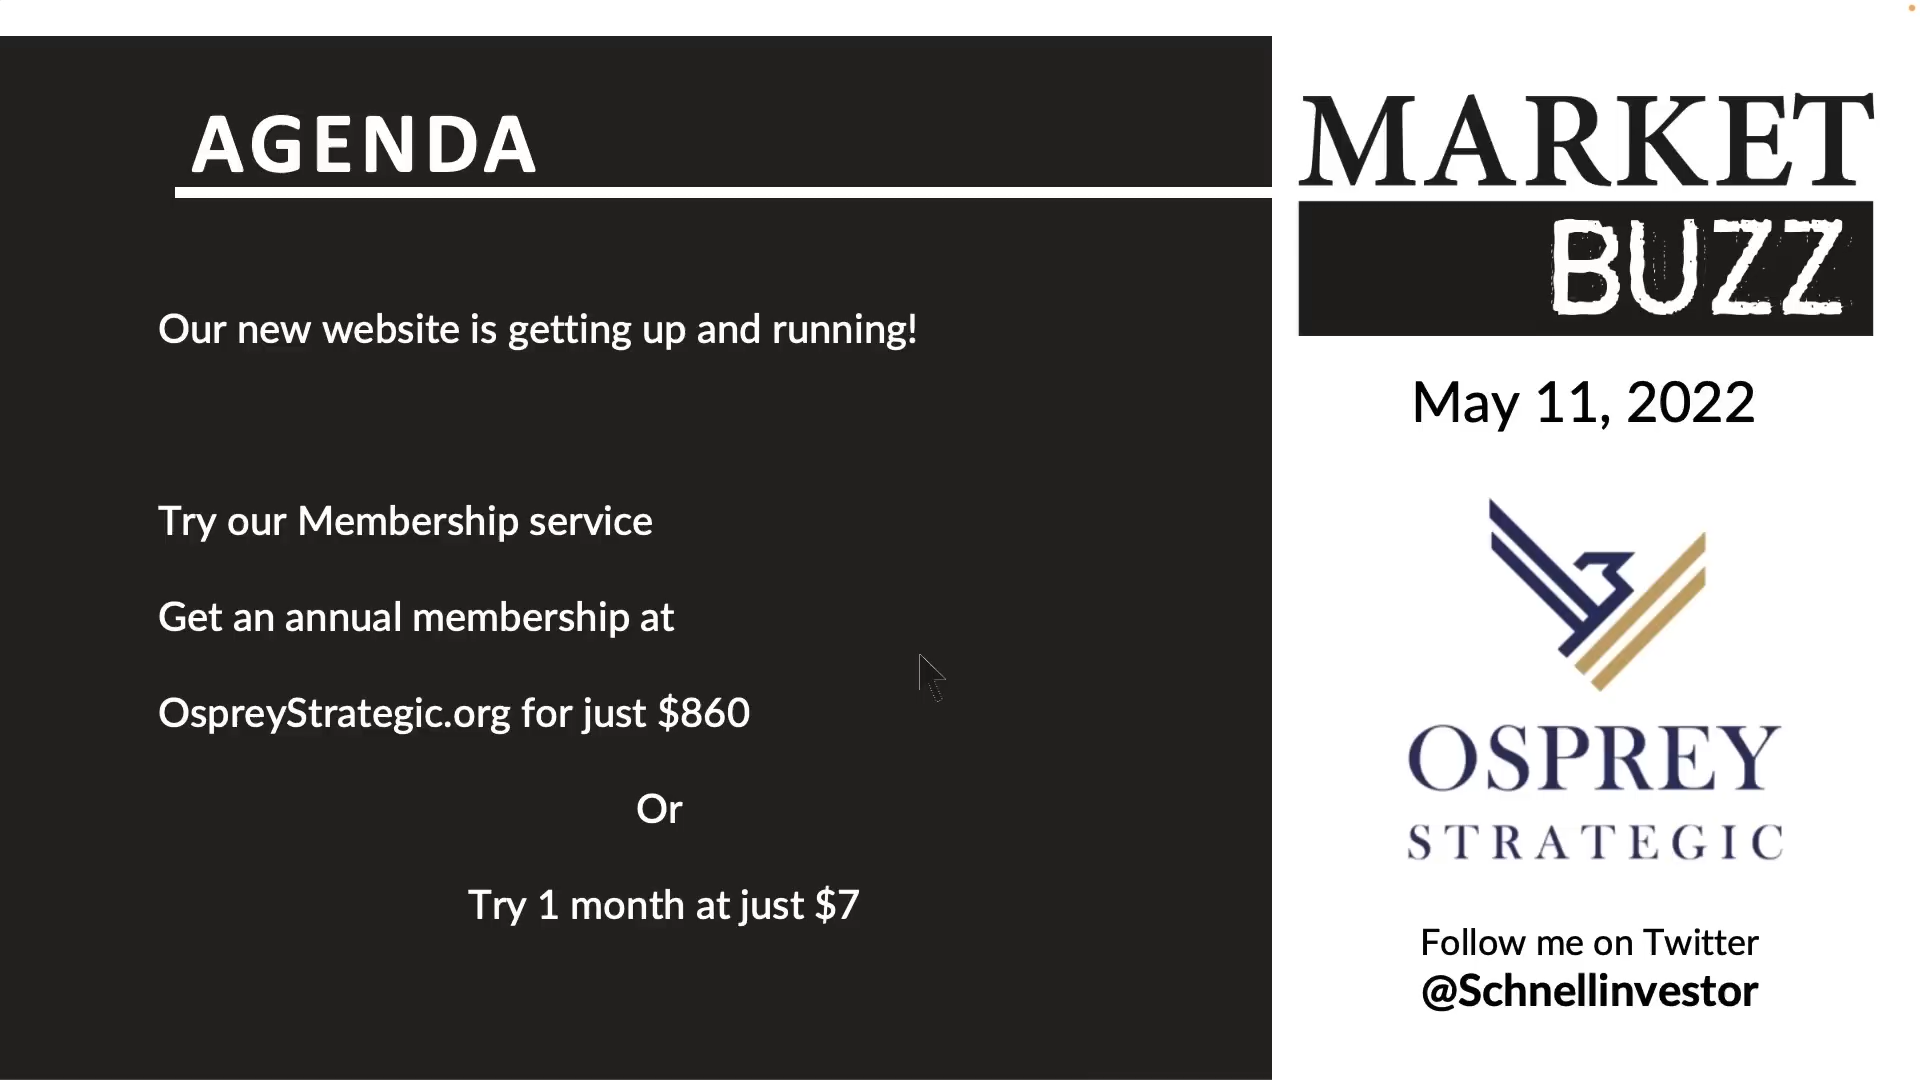 AGENDA
Our new website is getting up and running!
Try our Membership service
Get an annual membership at
OspreyStrategic.org for just $860
Or
Try 1 month at just $7
MARKET
BUZZ
May 11, 2022
OSPREY
STRATEGIC
Follow me on Twitter
@Schnellinvestor